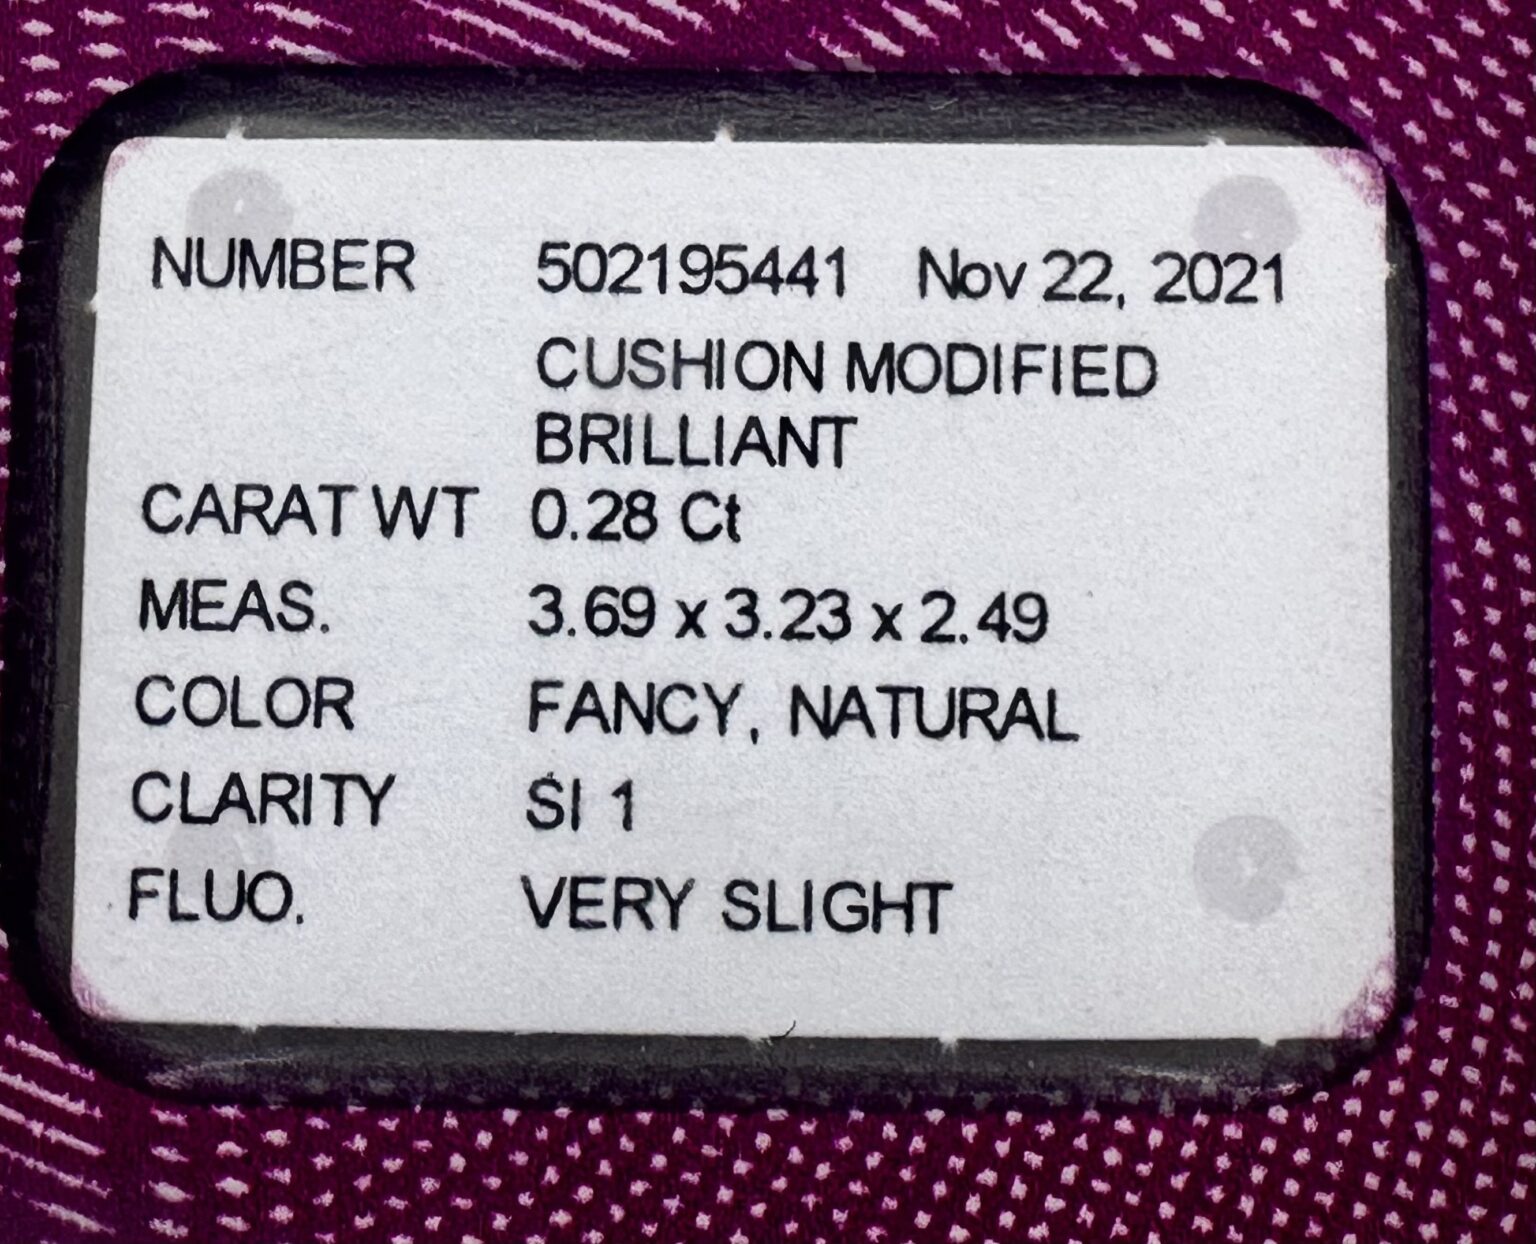 NUMBER 502195441 Nov 22, 2021
CUSHION MODIFIED
BRILLIANT
CARAT WT 0.28 Ct
MEAS. 3.69 x 3.23 x 2.49
COLOR FANCY, NATURAL
CLARITY SI 1
FLUO. VERY SLIGHT